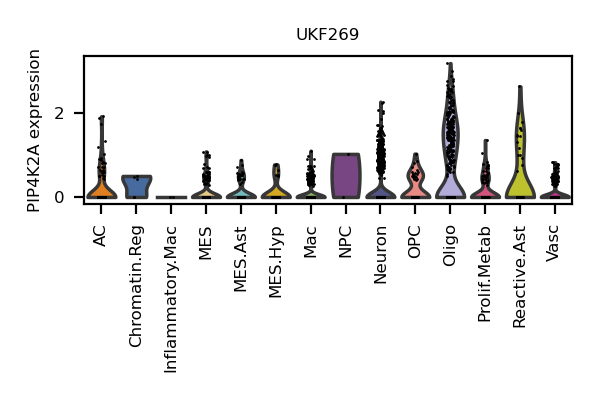 UKF269
PIP4K2A expression
2
0
AC
Chromatin.Reg
Inflammatory.Mac
MES
MES.Ast
MES.Hyp
Mac
NPC
Neuron
OPC
Oligo
Prolif.Metab
Reactive.Ast
Vasc